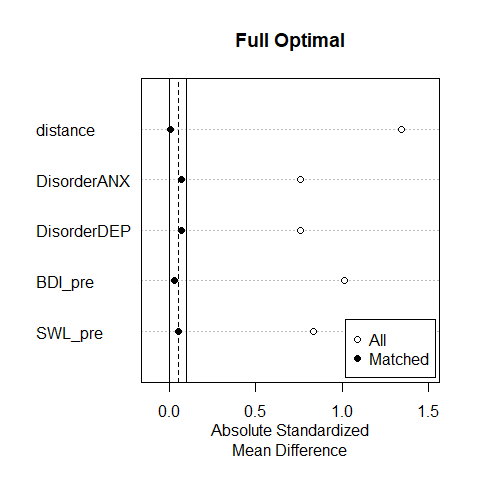 Full Optimal
distance
DisorderANX
DisorderDEP
BDI_pre
SWL_pre
All
Matched
0.0 0.5 1.0 1.5
Absolute Standardized
Mean Difference